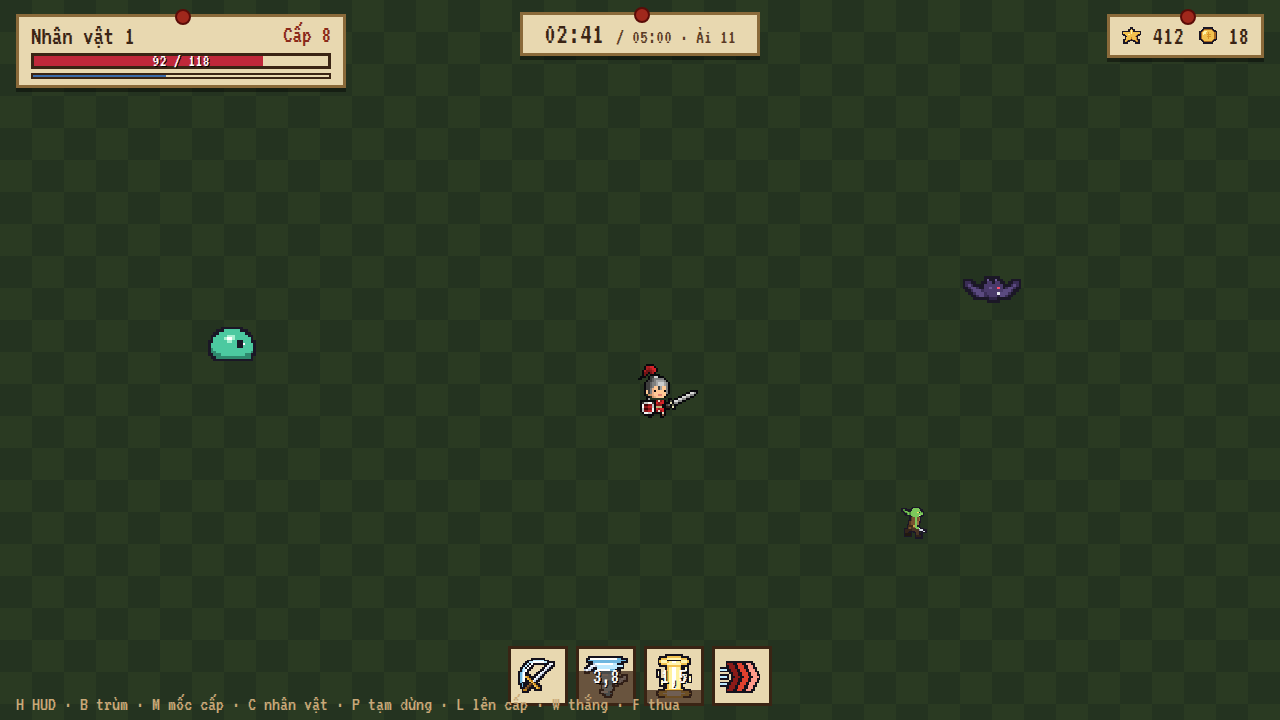 Nhân vật 1 Cấp 8
92 / 118
02:41 / 05:00 · Ải 11
412 18
3,8
H HUD · B trùm · M mốc cấp · C nhân vật · P tạm dừng · L lên cấp · W thắng · F thua